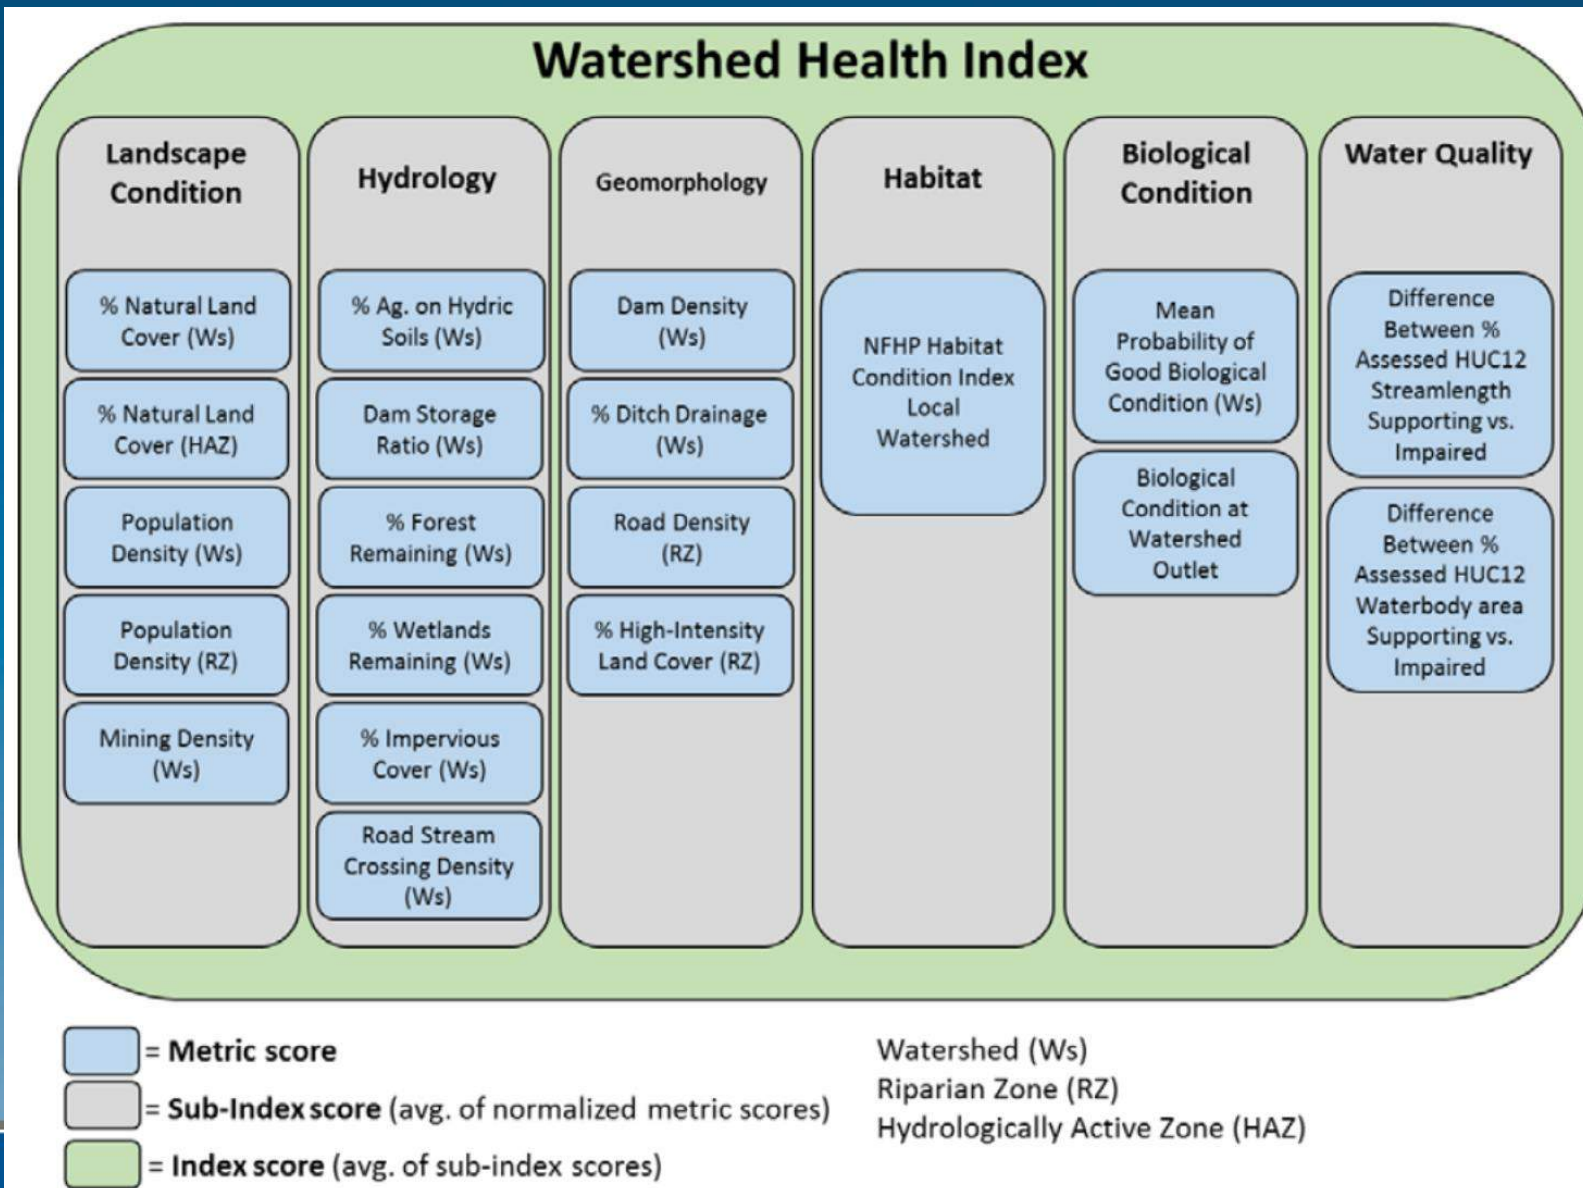 Watershed Health Index
Landscape
Condition
% Natural Land
Cover (Ws)
% Natural Land
Cover (HAZ)
Population
Density (Ws)
Population
Density (RZ)
Mining Density
(Ws)
Hydrology
% Ag. on Hydric
Soils (Ws)
Dam Storage
Ratio (Ws)
% Forest
Remaining (Ws)
% Wetlands
Remaining (Ws)
% Impervious
Cover (Ws)
Road Stream
Crossing Density
(Ws)
Geomorphology
Dam Density
(Ws)
% Ditch Drainage
(Ws)
Road Density
(RZ)
% High-Intensity
Land Cover (RZ)
Habitat
NFHP Habitat
Condition Index
Local
Watershed
Biological
Condition
Mean
Probability of
Good Biological
Condition (Ws)
Biological
Condition at
Watershed
Outlet
Water Quality
Difference
Between %
Assessed HUC12
Streamlength
Supporting vs.
Impaired
Difference
Between %
Assessed HUC12
Waterbody area
Supporting vs.
Impaired
= Metric score
= Sub-Index score (avg. of normalized metric scores)
= Index score (avg. of sub-index scores)
Watershed (Ws)
Riparian Zone (RZ)
Hydrologically Active Zone (HAZ)